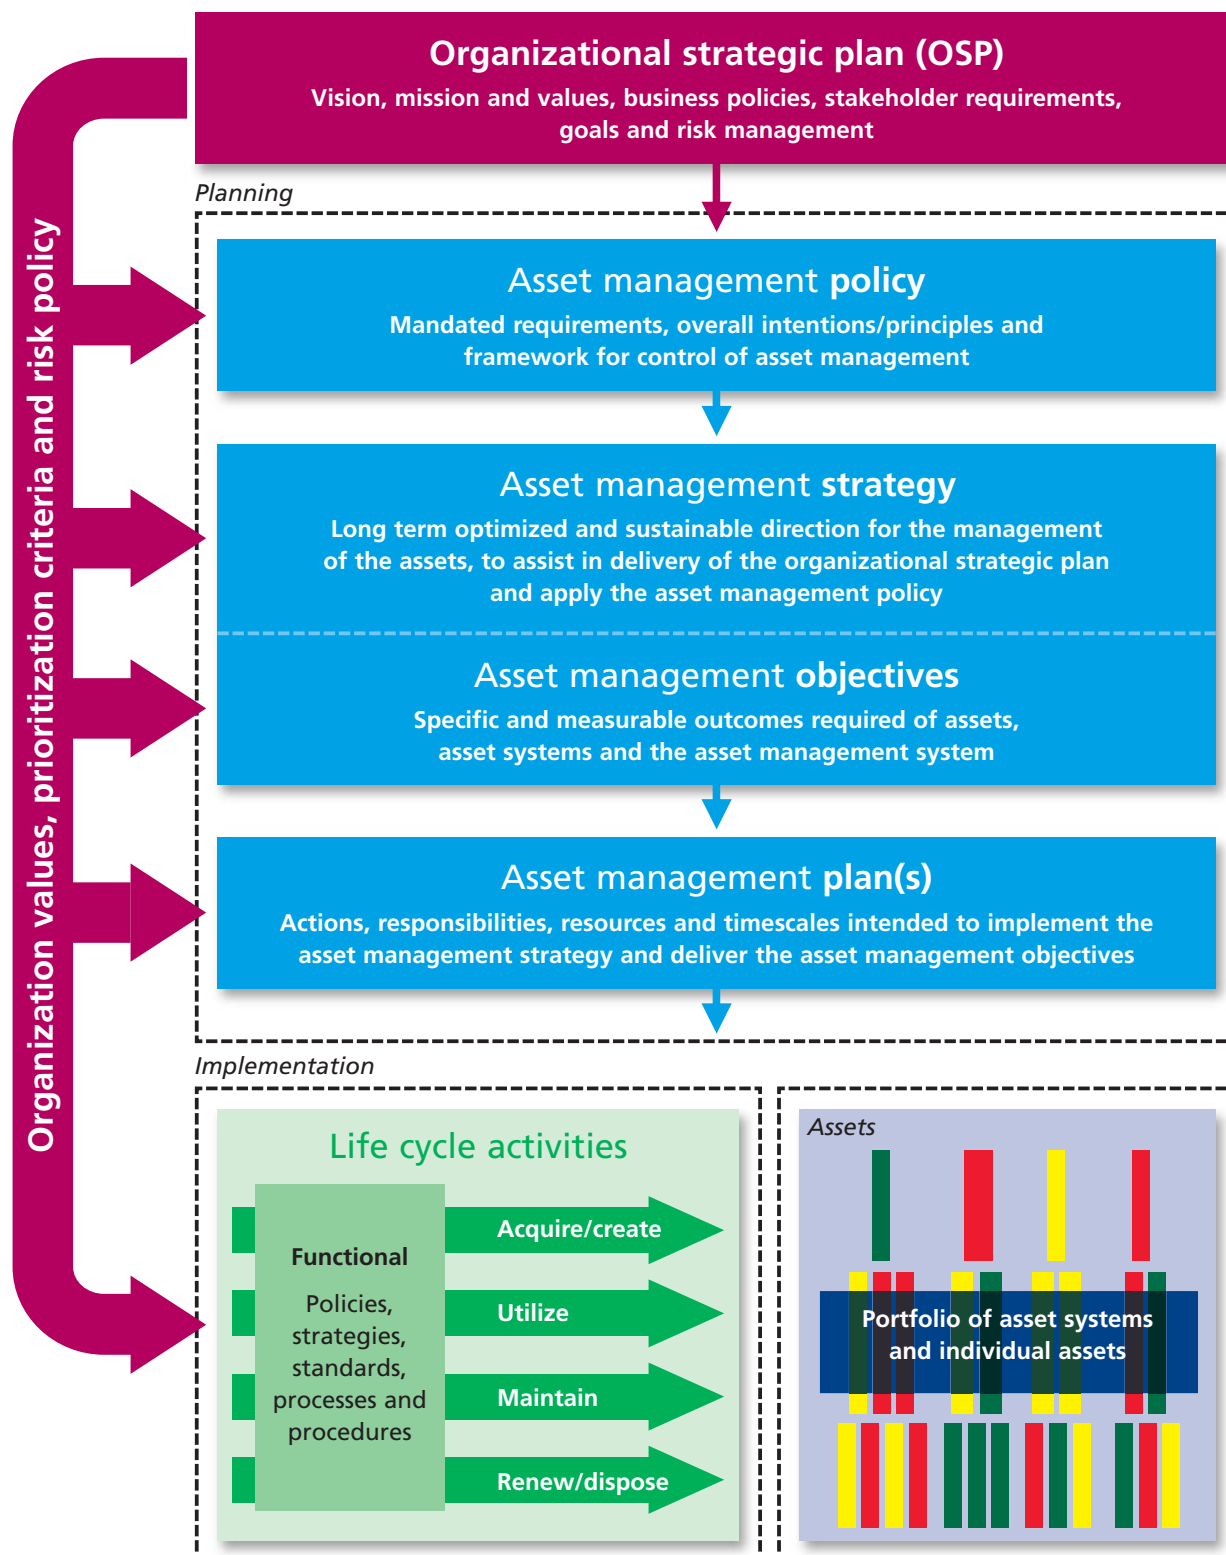 Organizational strategic plan (OSP)
Vision, mission and values, business policies, stakeholder requirements,
goals and risk management
Organization values, prioritization criteria and risk policy
Planning
Asset management policy
Mandated requirements, overall intentions/principles and
framework for control of asset management
Asset management strategy
Long term optimized and sustainable direction for the management
of the assets, to assist in delivery of the organizational strategic plan
and apply the asset management policy
Asset management objectives
Specific and measurable outcomes required of assets,
asset systems and the asset management system
Asset management plan(s)
Actions, responsibilities, resources and timescales intended to implement the
asset management strategy and deliver the asset management objectives
Implementation
Life cycle activities
Functional
Policies,
strategies,
standards,
processes and
procedures
Acquire/create
Utilize
Maintain
Renew/dispose
Assets
Portfolio of asset systems
and individual assets